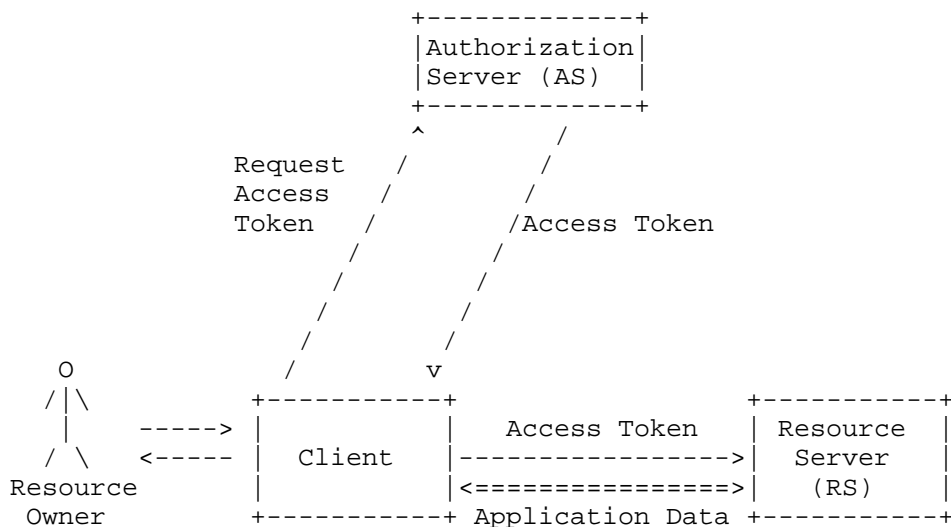 Authorization
Server (AS)
Request
Access
Token
Access Token
Access Token
Resource
Client
Server
Resource
(RS)
Owner
Application Data